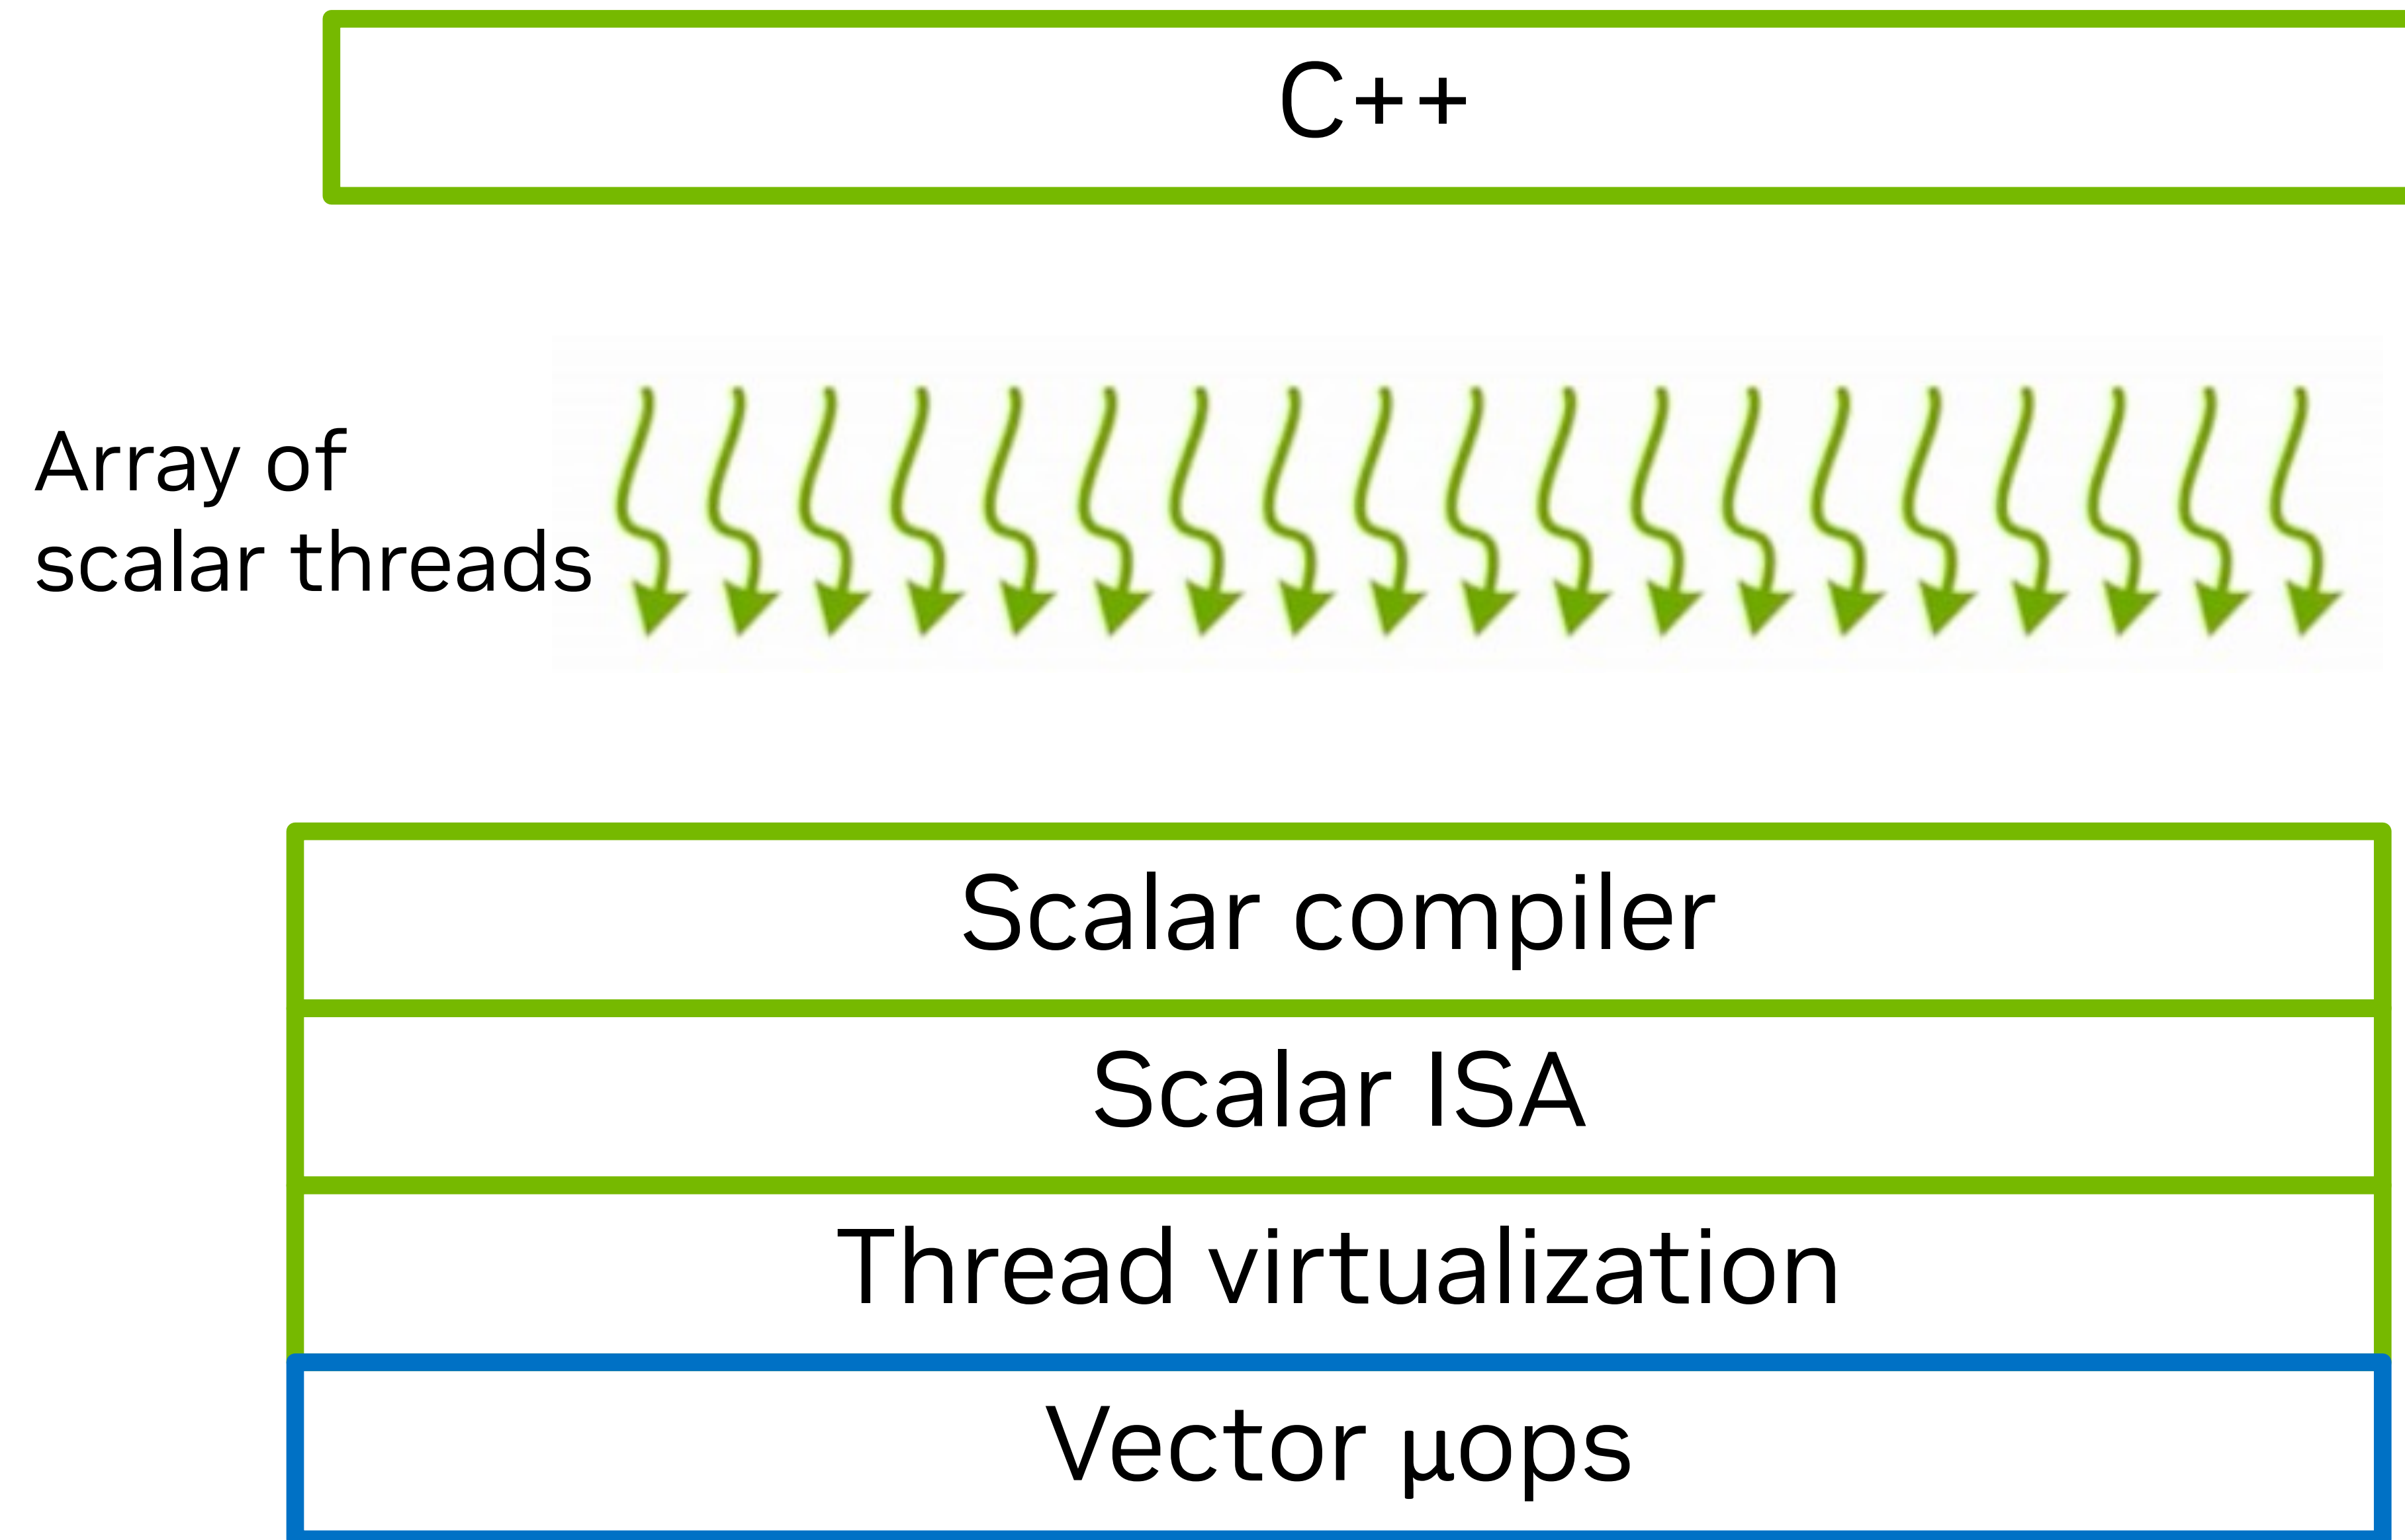 C++
Array of
scalar threads
Scalar compiler
Scalar ISA
Thread virtualization
Vector µops